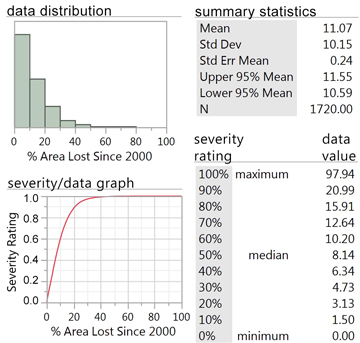 data distribution
0 20 40 60 80 100
% Area Lost Since 2000
severity/data graph
Severity Rating
1.0
0.8
0.6
0.4
0.2
0.0
0 20 40 60 80 100
% Area Lost Since 2000
summary statistics
Mean 11.07
Std Dev 10.15
Std Err Mean 0.24
Upper 95% Mean 11.55
Lower 95% Mean 10.59
N 1720.00
severity data
rating value
100% maximum 97.94
90% 20.99
80% 15.91
70% 12.64
60% 10.20
50% median 8.14
40% 6.34
30% 4.73
20% 3.13
10% 1.50
0% minimum 0.00